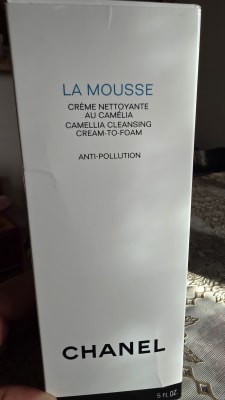 LA MOUSSE
CRÈME NETTOYANTE
AU CAMÉLIA
CAMELLIA CLEANSING
CREAM-TO-FOAM
ANTI-POLLUTION
CHANEL
5 FL.OZ.